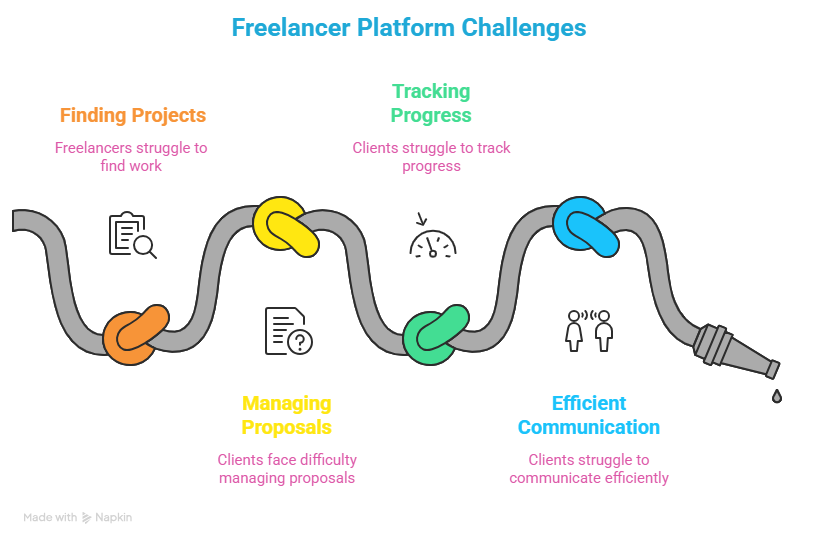 Freelancer Platform Challenges
Finding Projects
Freelancers struggle to
find work
Tracking
Progress
Clients struggle to track
progress
Managing
Proposals
Clients face difficulty
managing proposals
Efficient
Communication
Clients struggle to
communicate efficiently
Made with Napkin